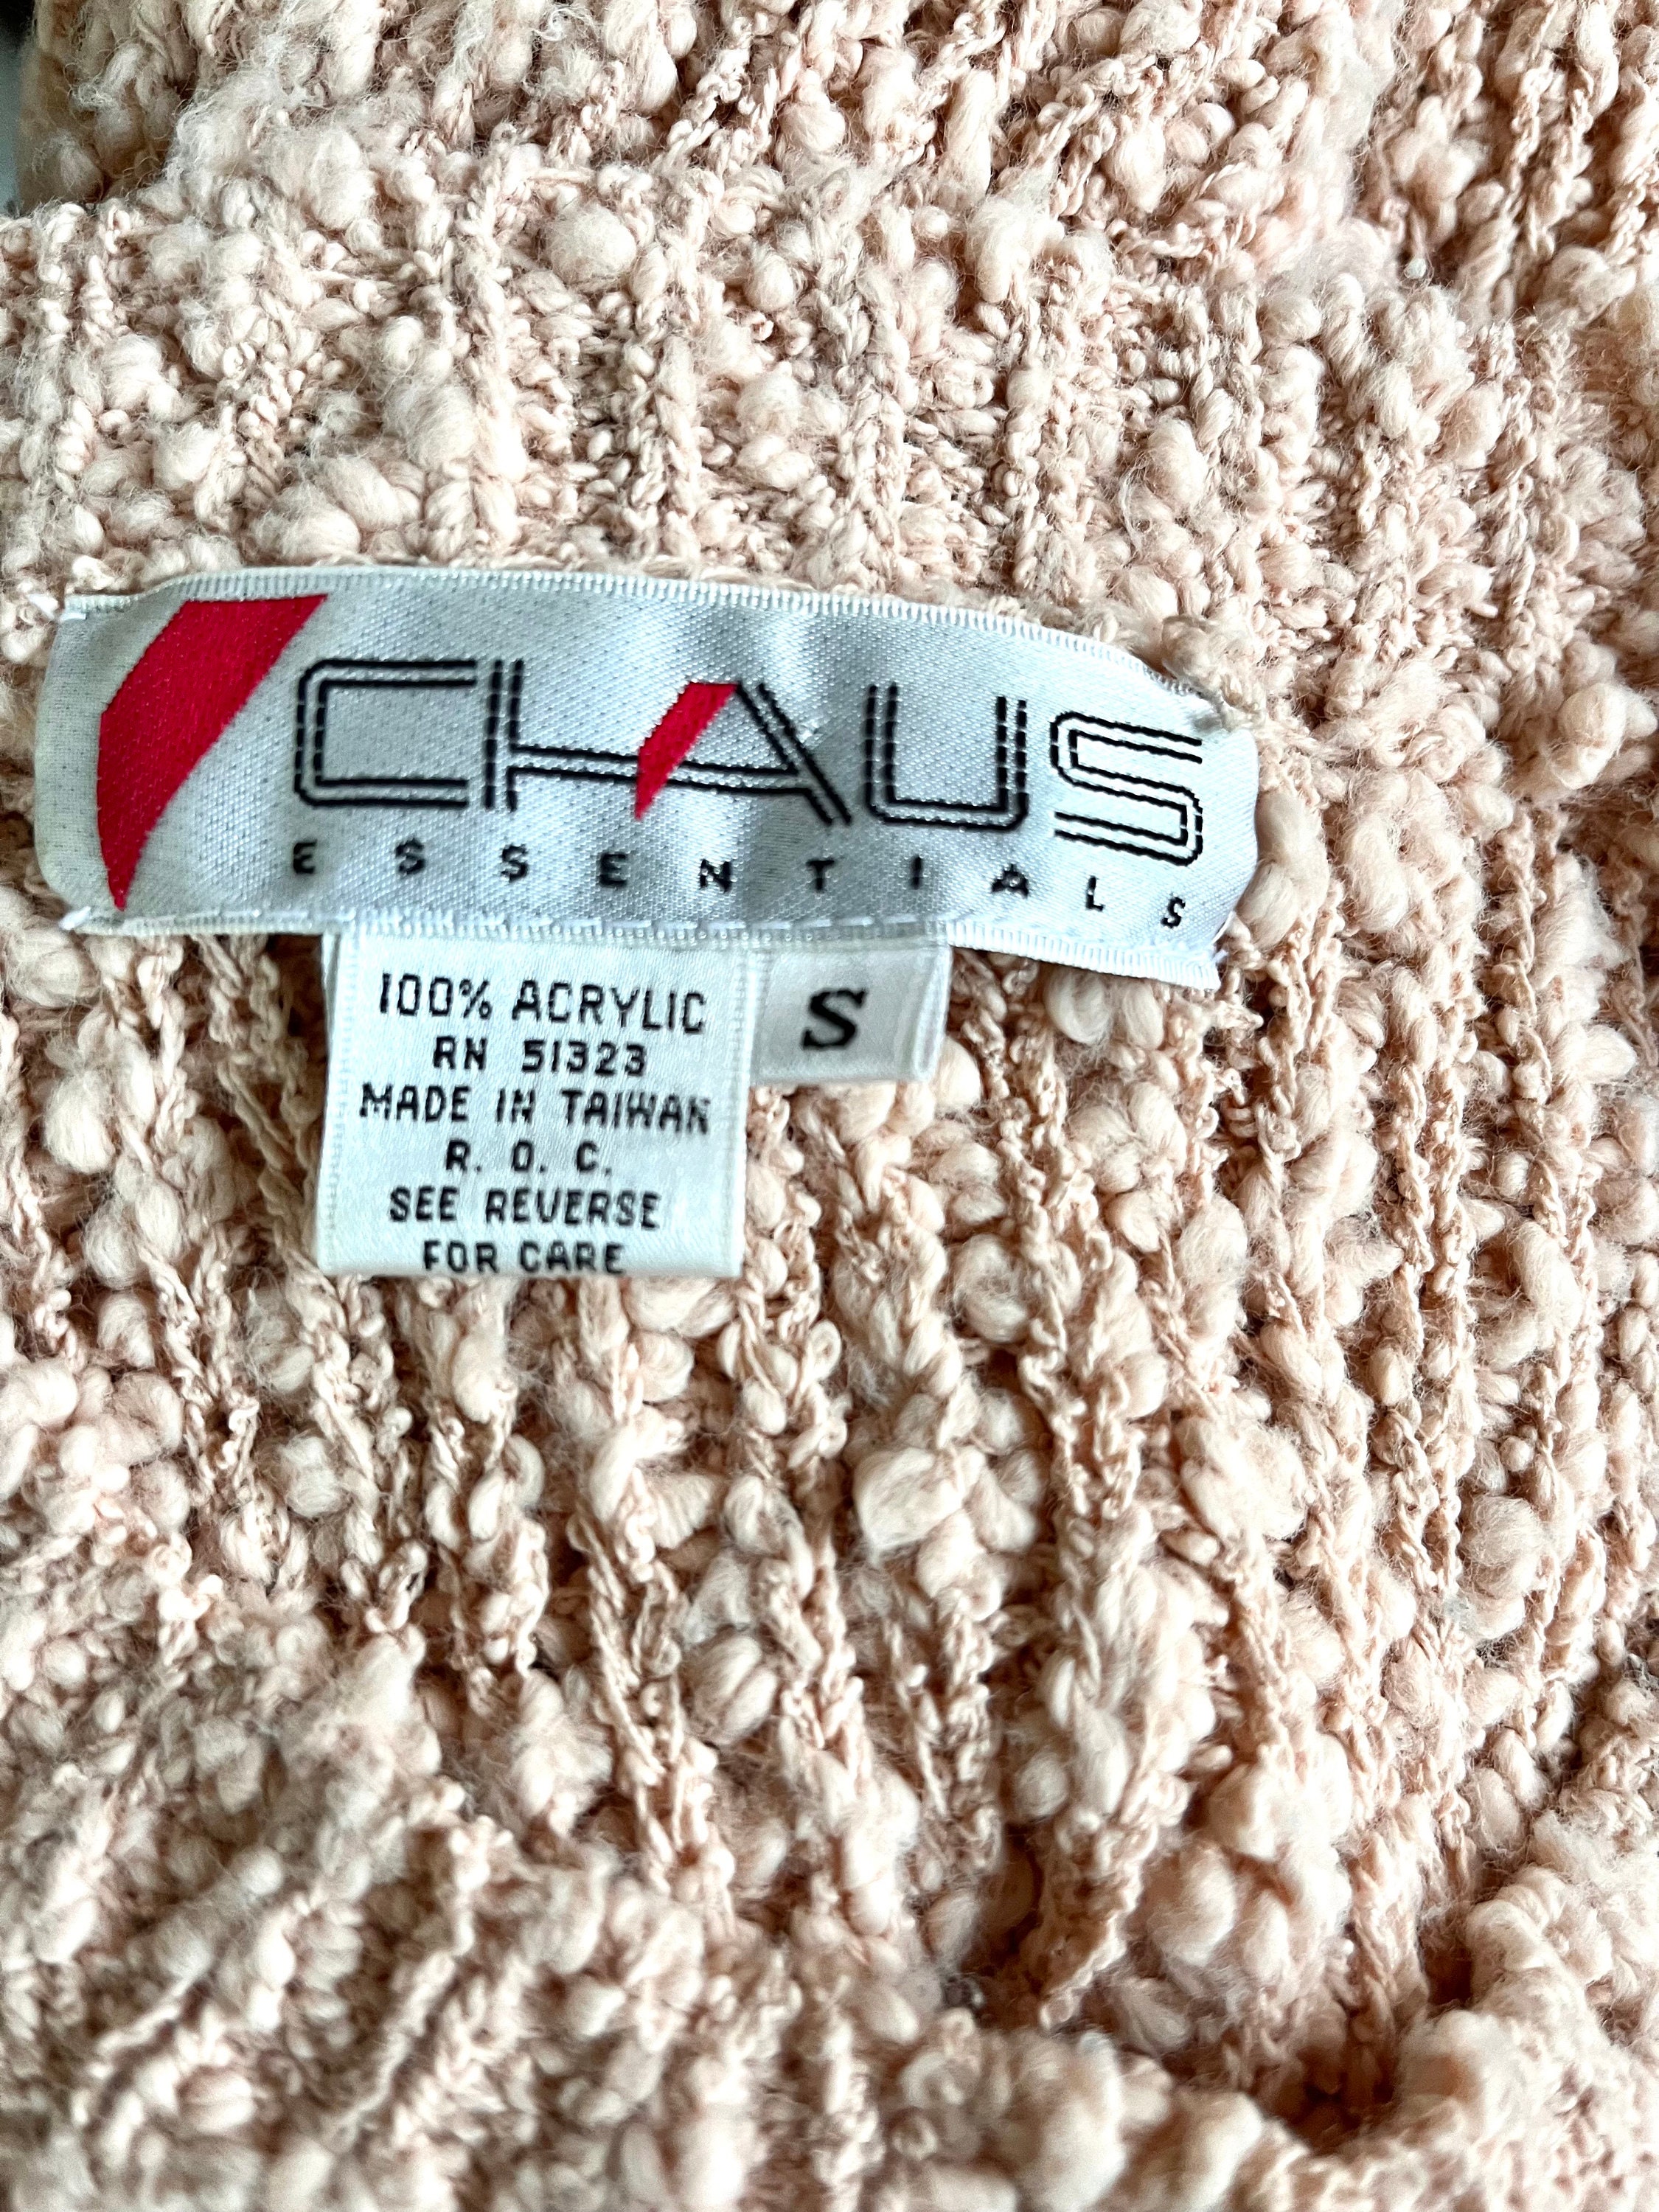 CHAUS
ESSENTIALS
100% ACRYLIC
RN 51323
MADE IN TAIWAN
R. O. C.
SEE REVERSE
FOR CARE
S